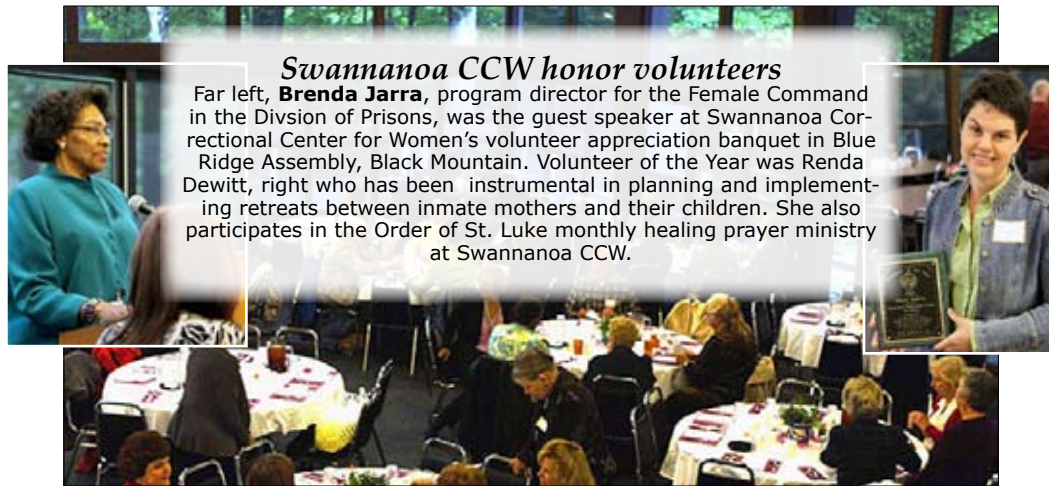 Swannanoa CCW honor volunteers
Far left, Brenda Jarra, program director for the Female Command
in the Divsion of Prisons, was the guest speaker at Swannanoa Cor-
rectional Center for Women’s volunteer appreciation banquet in Blue
Ridge Assembly, Black Mountain. Volunteer of the Year was Renda
Dewitt, right who has been  instrumental in planning and implement-
ing retreats between inmate mothers and their children. She also
participates in the Order of St. Luke monthly healing prayer ministry
at Swannanoa CCW.